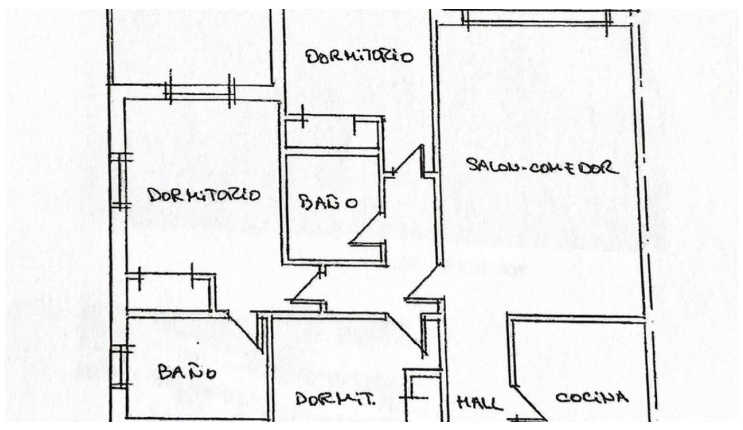 DORMITORIO
SALON-COMEDOR
DORMITORIO
BAÑO
BAÑO
DORMIT.
HALL
COCINA